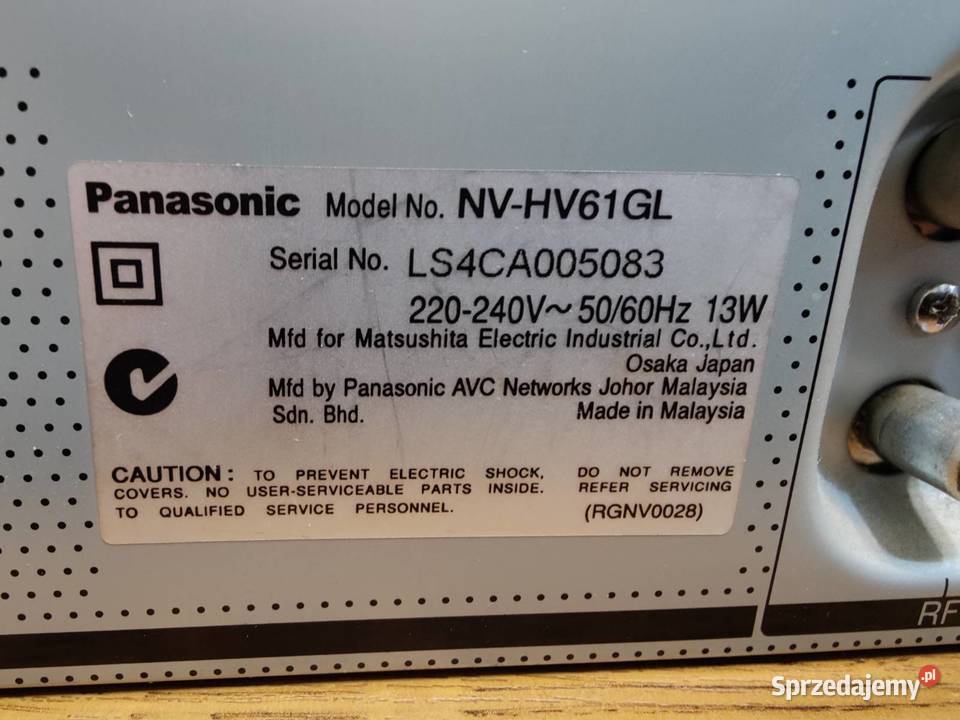 Panasonic Model No. NV-HV61GL
Serial No. LS4CA005083
220-240V～50/60Hz 13W
Mfd for Matsushita Electric Industrial Co.,Ltd.
Osaka Japan
Mfd by Panasonic AVC Networks Johor Malaysia
Sdn. Bhd. Made in Malaysia
CAUTION: TO PREVENT ELECTRIC SHOCK, DO NOT REMOVE
COVERS. NO USER-SERVICEABLE PARTS INSIDE. REFER SERVICING
TO QUALIFIED SERVICE PERSONNEL. (RGNV0028)
RF
Sprzedajemy.pl